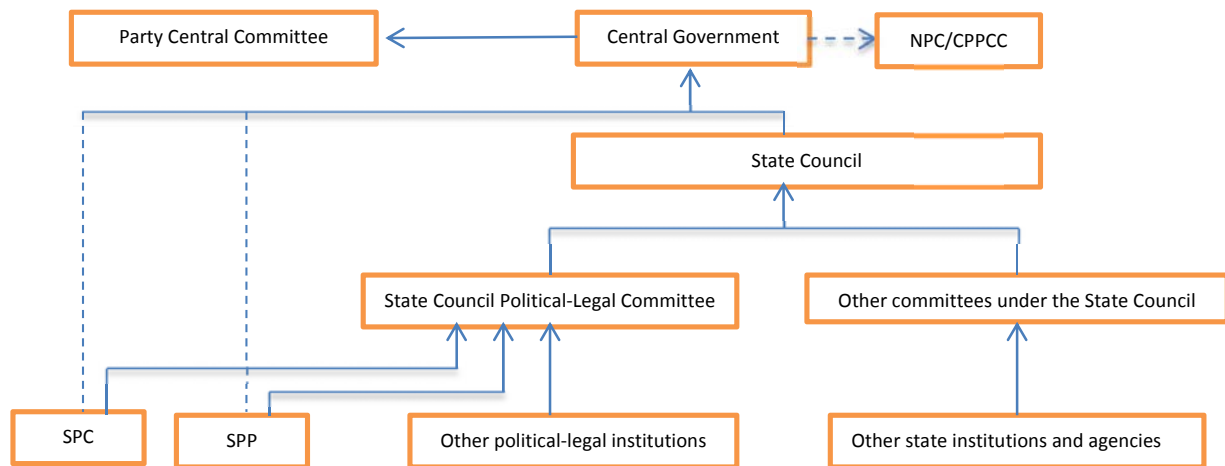 Party Central Committee
Central Government
NPC/CPPCC
State Council
State Council Political-Legal Committee
Other committees under the State Council
SPC
SPP
Other political-legal institutions
Other state institutions and agencies